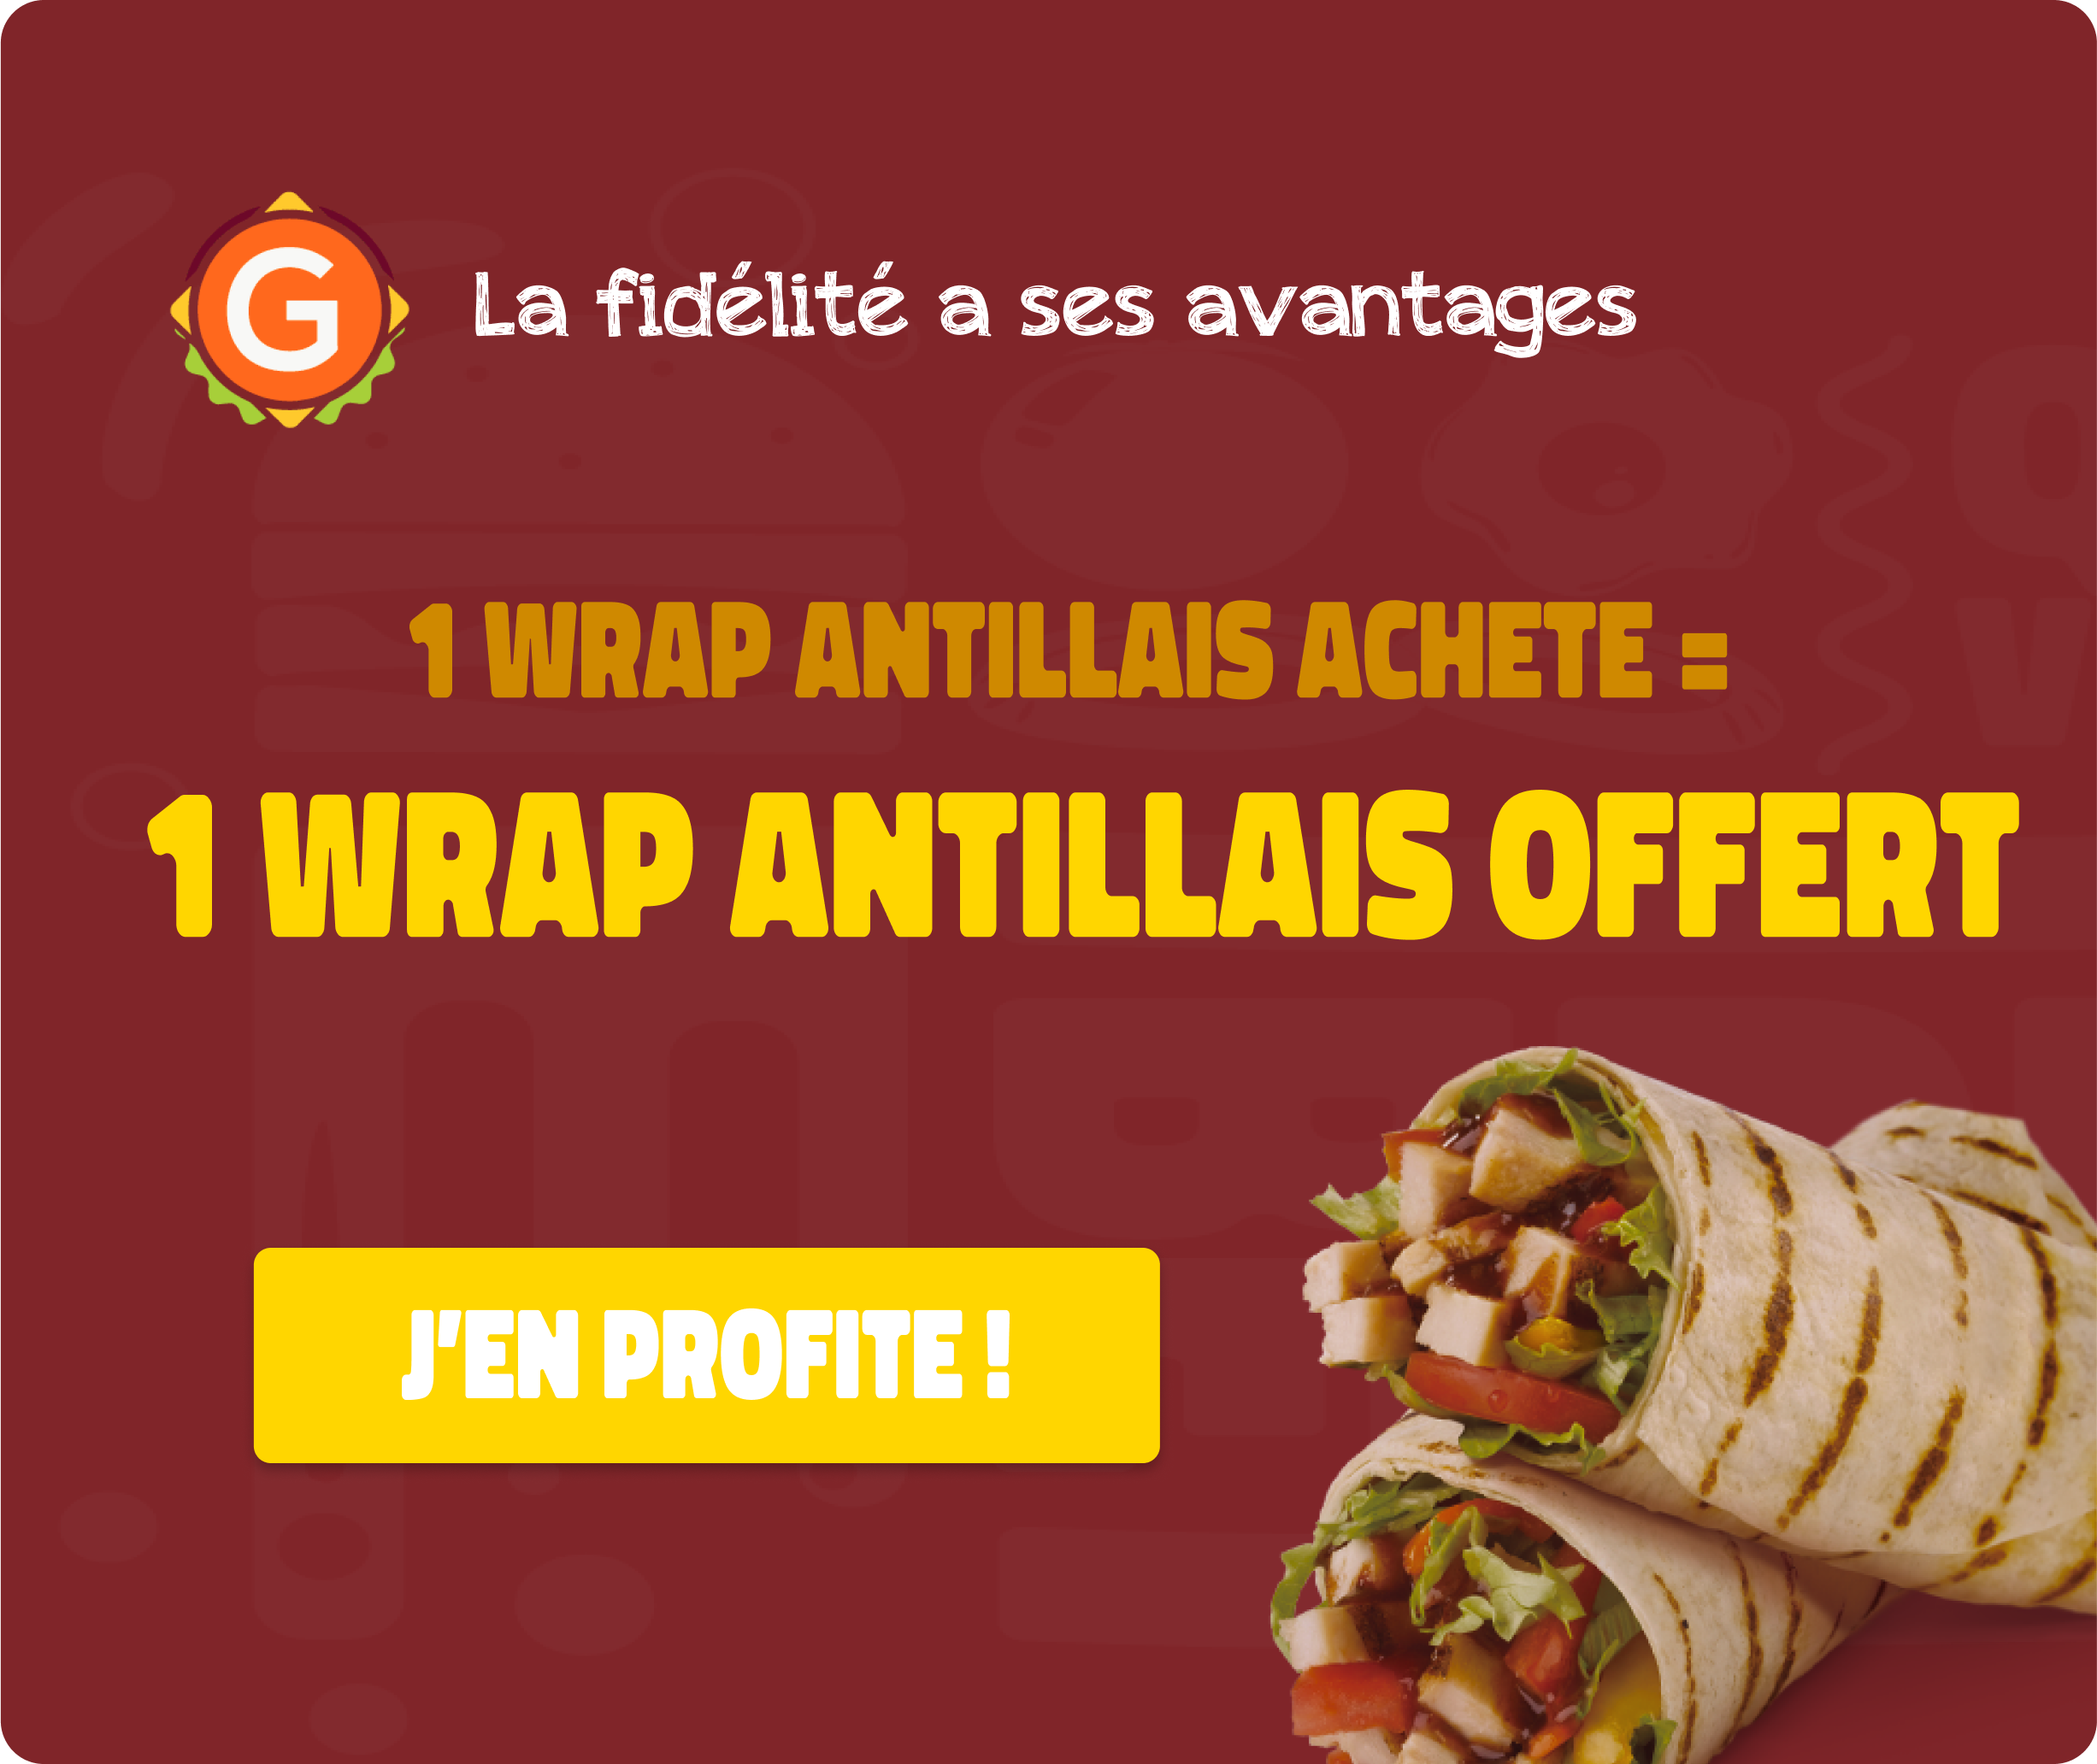 G
La fidélité a ses avantages
1 WRAP ANTILLAIS ACHETE =
1 WRAP ANTILLAIS OFFERT
J'EN PROFITE !